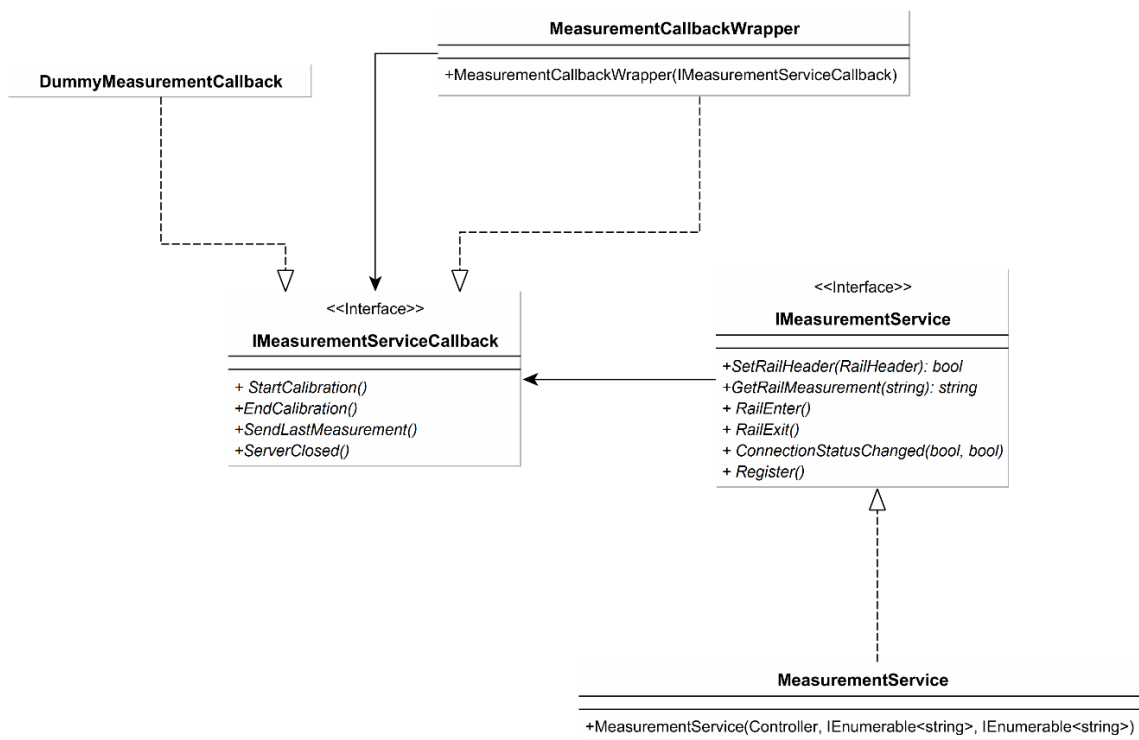 MeasurementCallbackWrapper
+MeasurementCallbackWrapper(IMeasurementServiceCallback)
DummyMeasurementCallback
<<Interface>>
IMeasurementServiceCallback
+ StartCalibration()
+EndCalibration()
+SendLastMeasurement()
+ServerClosed()
<<Interface>>
IMeasurementService
+SetRailHeader(RailHeader): bool
+GetRailMeasurement(string): string
+ RailEnter()
+ RailExit()
+ ConnectionStatusChanged(bool, bool)
+ Register()
MeasurementService
+MeasurementService(Controller, IEnumerable<string>, IEnumerable<string>)